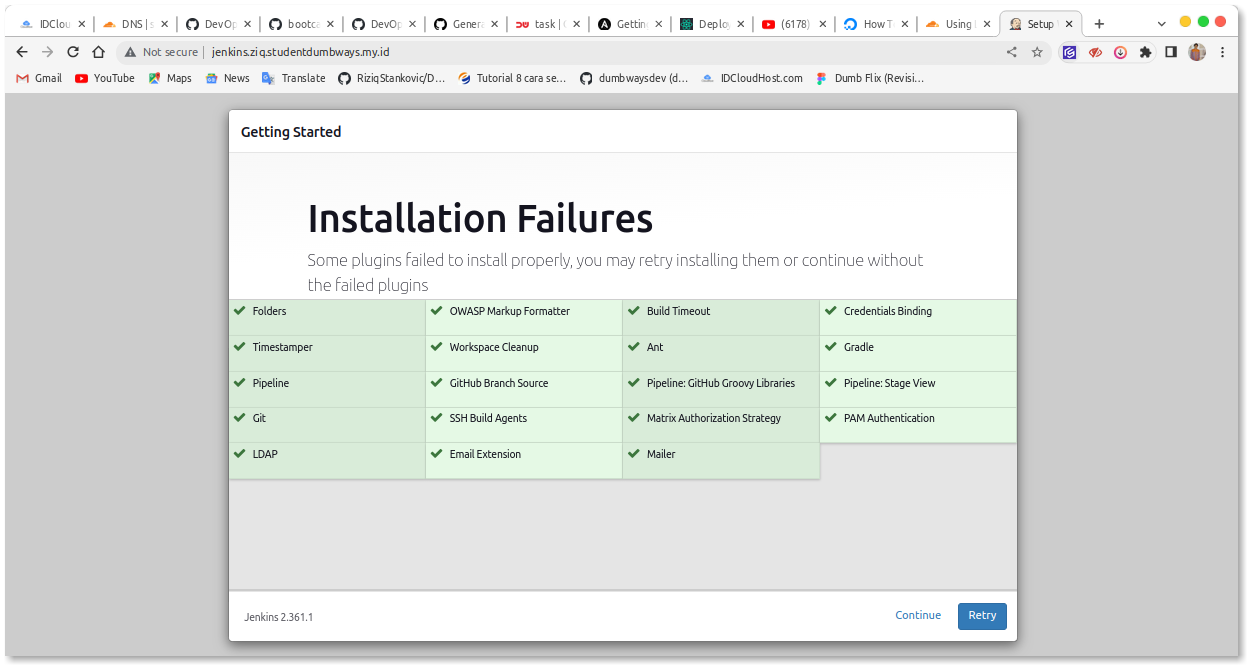 IDClou DNS | s DevOp bootca DevOp Genera task | G Gettin Deploy (6178) How T Using Setup
Not secure | jenkins.ziq.studentdumbways.my.id
Gmail YouTube Maps News Translate RiziqStankovic/D... Tutorial 8 cara se... dumbwaysdev (d... IDCloudHost.com Dumb Flix (Revisi...
Getting Started
Installation Failures
Some plugins failed to install properly, you may retry installing them or continue without
the failed plugins
Folders OWASP Markup Formatter Build Timeout Credentials Binding
Timestamper Workspace Cleanup Ant Gradle
Pipeline GitHub Branch Source Pipeline: GitHub Groovy Libraries Pipeline: Stage View
Git SSH Build Agents Matrix Authorization Strategy PAM Authentication
LDAP Email Extension Mailer
Jenkins 2.361.1 Continue Retry